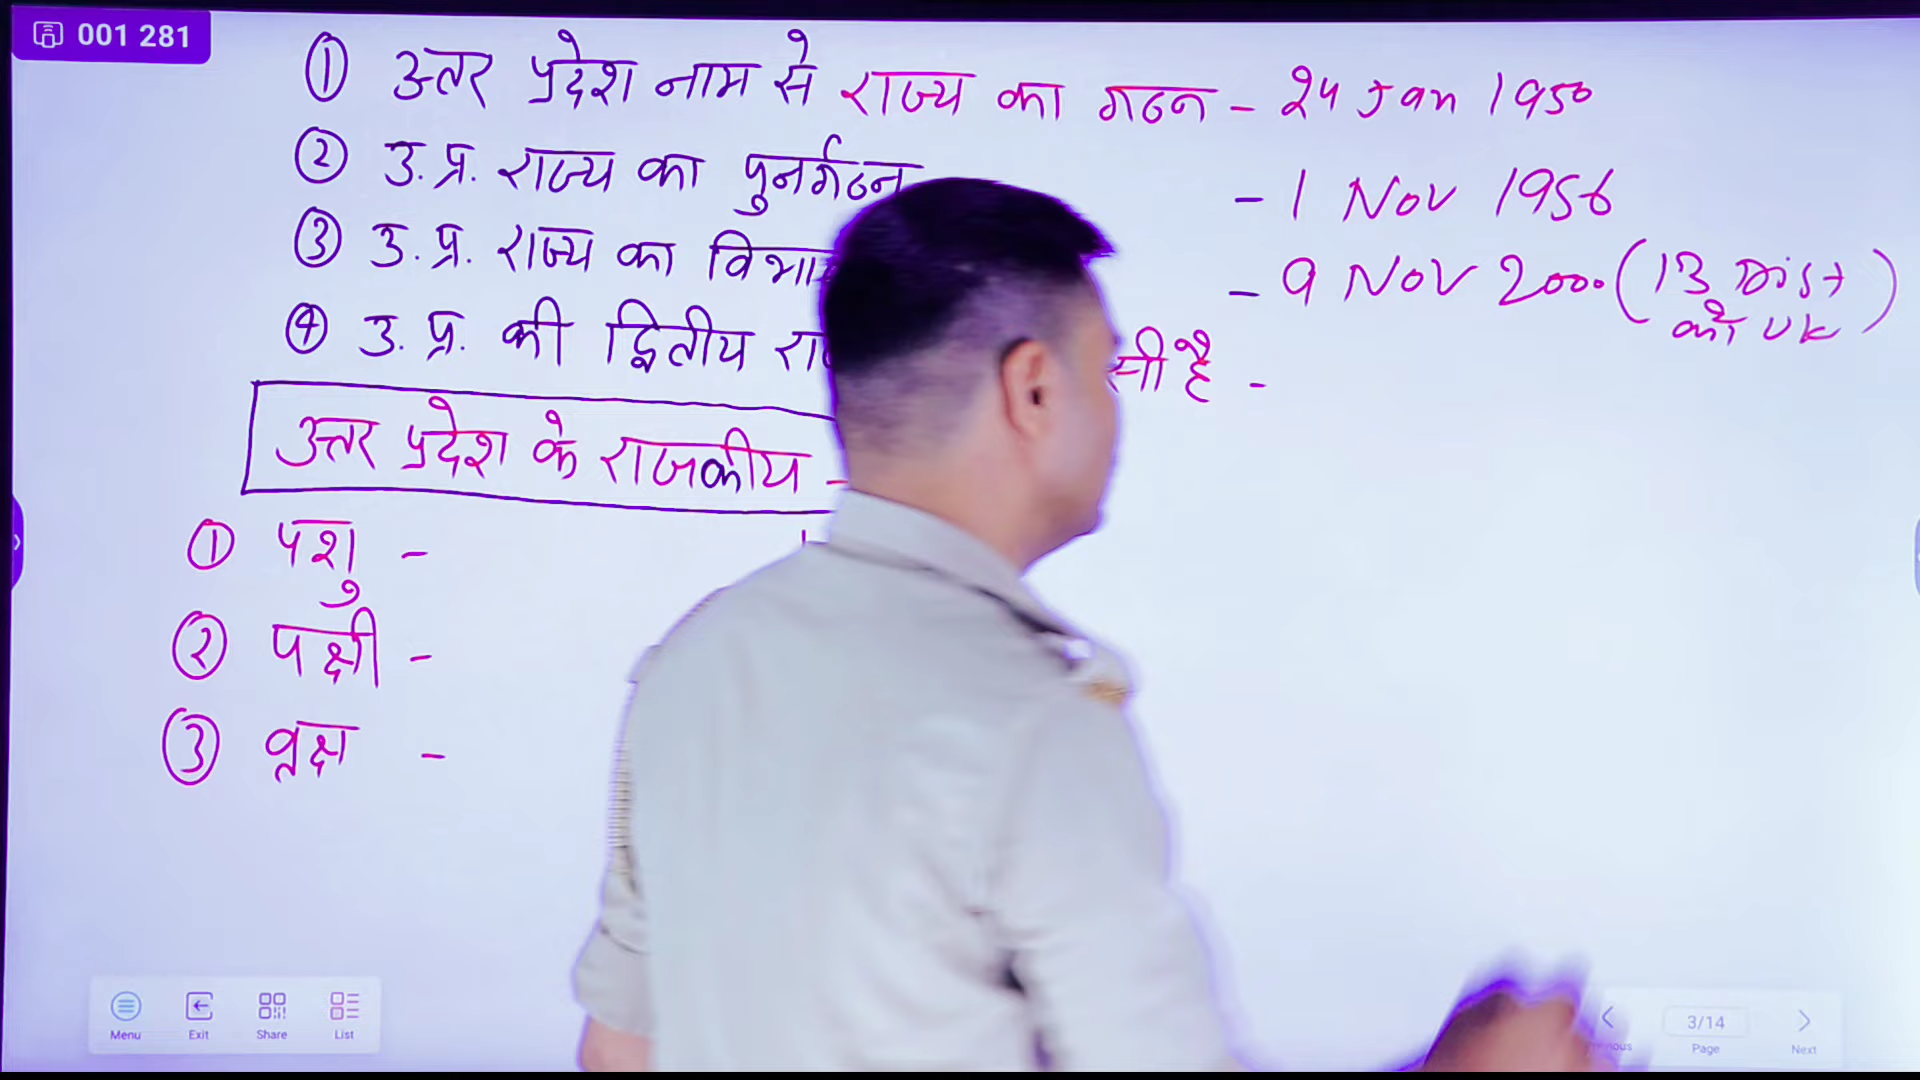 001 281
① उत्तर प्रदेश नाम से राज्य का गठन - 24 Jan 1950
② उ.प्र. राज्य का पुनर्गठन - 1 Nov 1956
③ उ.प्र. राज्य का - 9 Nov 2000 (13 Dist को UK)
④ उ.प्र. की द्वितीय सी है -
उत्तर प्रदेश के राजकीय -
① पशु -
② पक्षी -
③ वृक्ष -
Menu Exit Share List
3/14
Page Next